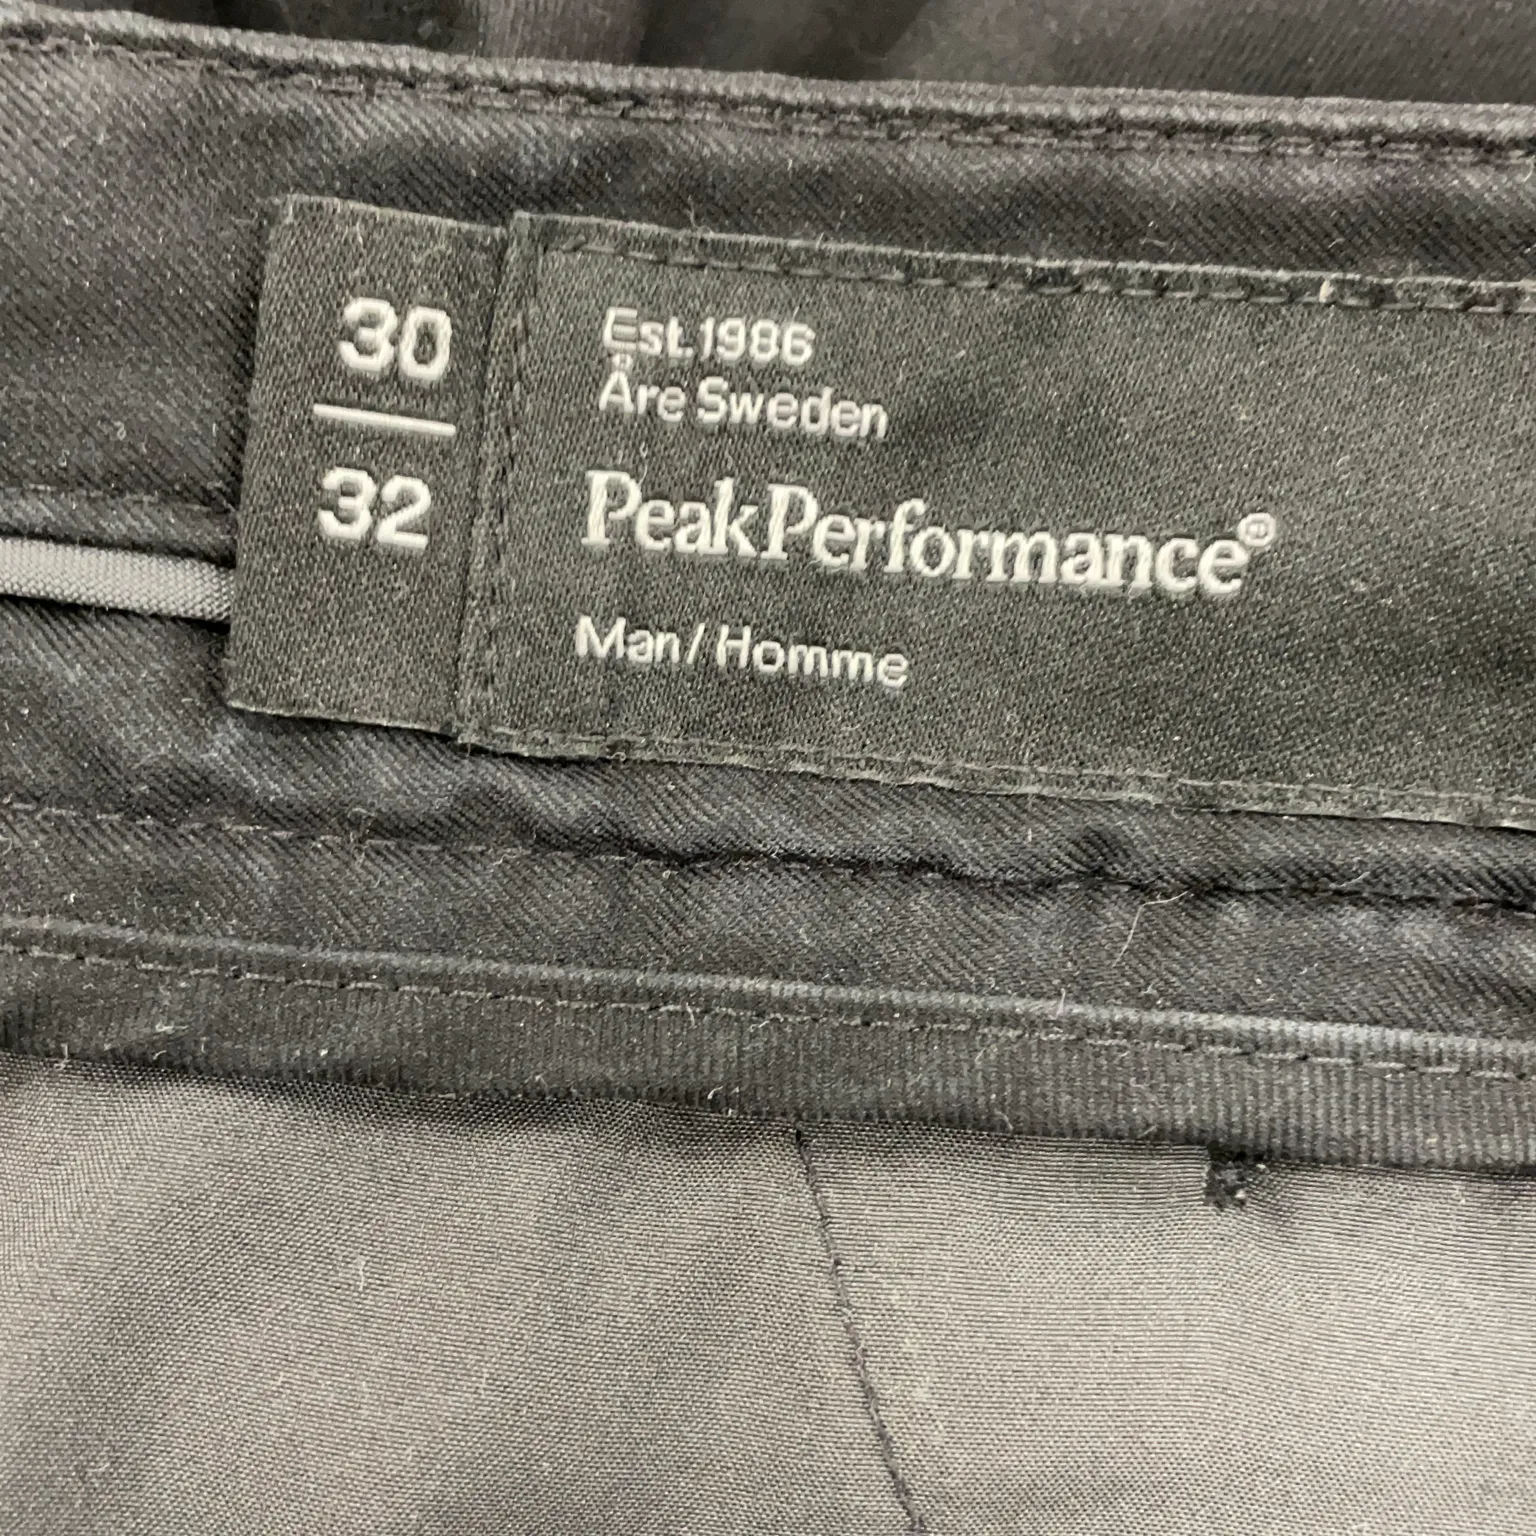 30
32
Est.1986
Åre Sweden
PeakPerformance®
Man/Homme